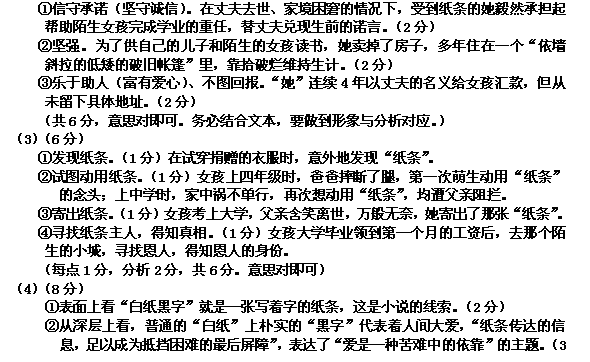 ①信守承诺（坚守诚信）。在丈夫去世、家境困窘的情况下，受到纸条的她毅然承担起
帮助陌生女孩完成学业的重任，替丈夫兑现生前的诺言。（2分）
②坚强。为了供自己的儿子和陌生的女孩读书，她卖掉了房子，多年住在一个“依墙
斜拉的低矮的破旧帐篷”里，靠拾破烂维持生计。（2分）
③乐于助人（富有爱心）、不图回报。“她”连续4年以丈夫的名义给女孩汇款，但从
未留下具体地址。（2分）
（共6分，意思对即可。务必结合文本，要做到形象与分析对应。）
（3）（6分）
①发现纸条。（1分）在试穿捐赠的衣服时，意外地发现“纸条”。
②试图动用纸条。（1分）女孩上四年级时，爸爸摔断了腿，第一次萌生动用“纸条”
的念头；上中学时，家中祸不单行，再次想动用“纸条”，均遭父亲阻拦。
③寄出纸条。（1分）女孩考上大学，父亲含笑离世，万般无奈，她寄出了那张“纸条”。
④寻找纸条主人，得知真相。（1分）女孩大学毕业领到第一个月的工资后，去那个陌
生的小城，寻找恩人，得知恩人的身份。
（每点1分，分析2分，共6分。意思对即可）
（4）（8分）
①表面上看“白纸黑字”就是一张写着字的纸条，这是小说的线索。（2分）
②从深层上看，普通的“白纸”上朴实的“黑字”代表着人间大爱，“纸条传达的信
息，足以成为抵挡困难的最后屏障”，表达了“爱是一种苦难中的依靠”的主题。（3